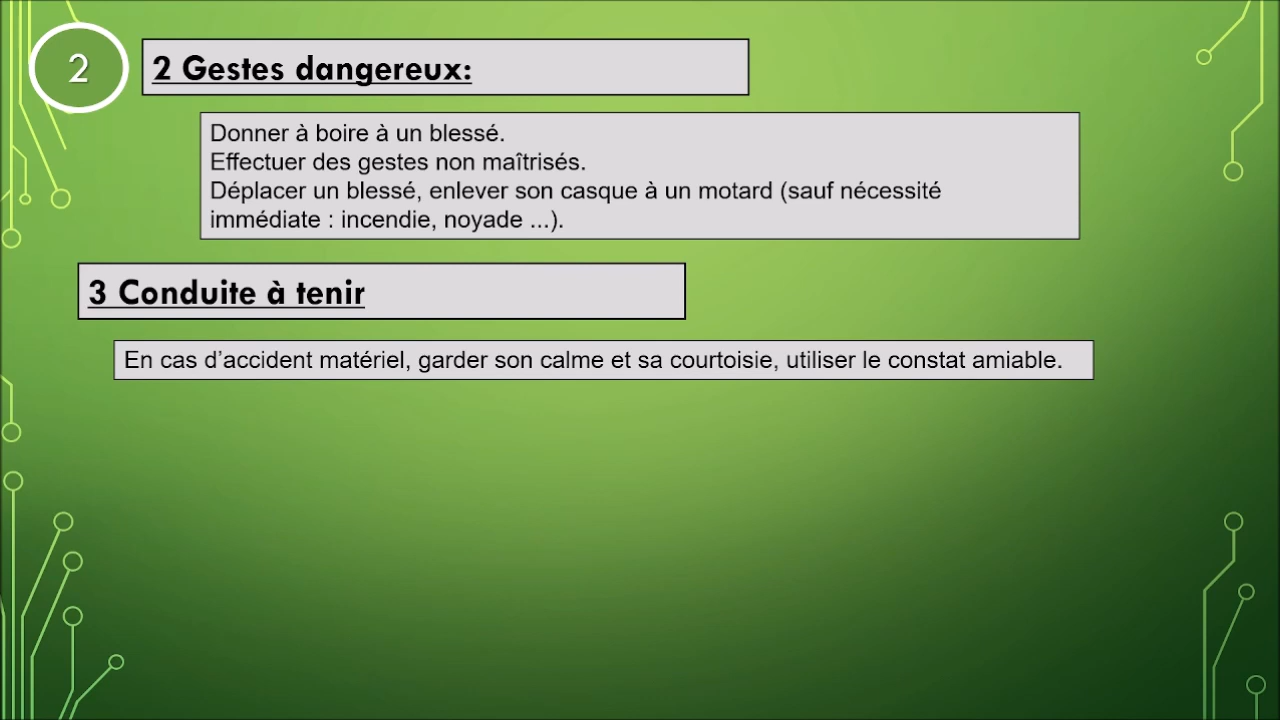 2
2 Gestes dangereux:
Donner à boire à un blessé.
Effectuer des gestes non maîtrisés.
Déplacer un blessé, enlever son casque à un motard (sauf nécessité
immédiate : incendie, noyade ...).
3 Conduite à tenir
En cas d’accident matériel, garder son calme et sa courtoisie, utiliser le constat amiable.